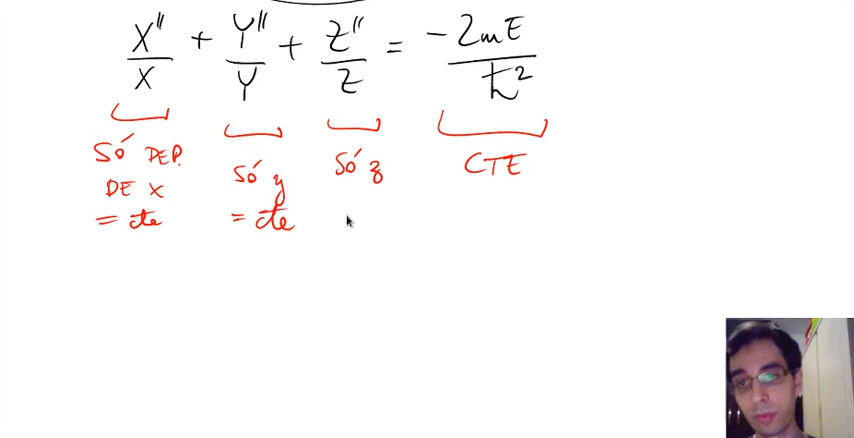 X''/X + Y''/Y + Z''/Z = -2mE/ħ²
SÓ DEP. DE X = cte
SÓ y = cte
SÓ z
CTE